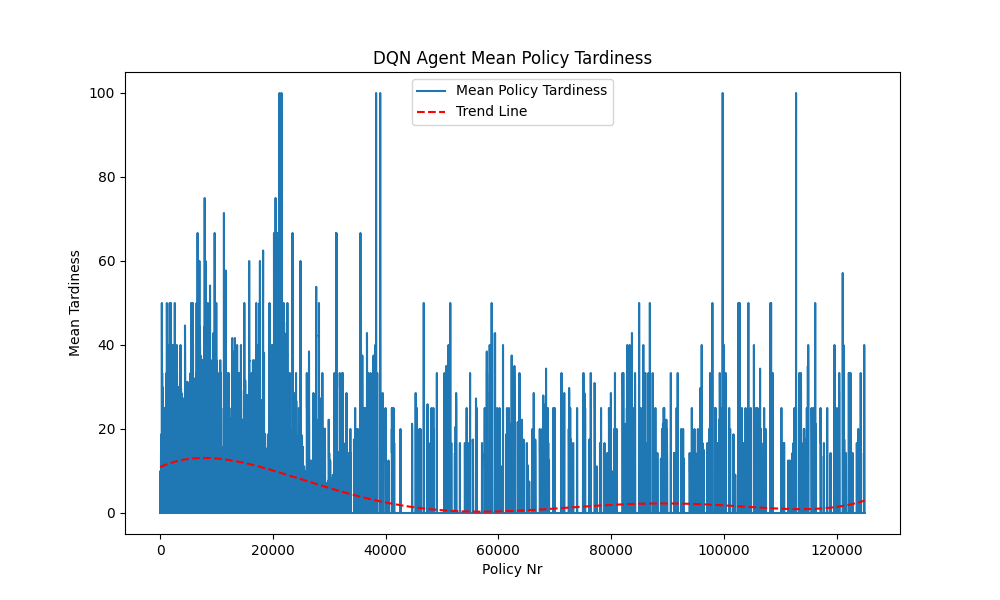 DQN Agent Mean Policy Tardiness
Mean Policy Tardiness
Trend Line
Mean Tardiness
100
80
60
40
20
0
0 20000 40000 60000 80000 100000 120000
Policy Nr